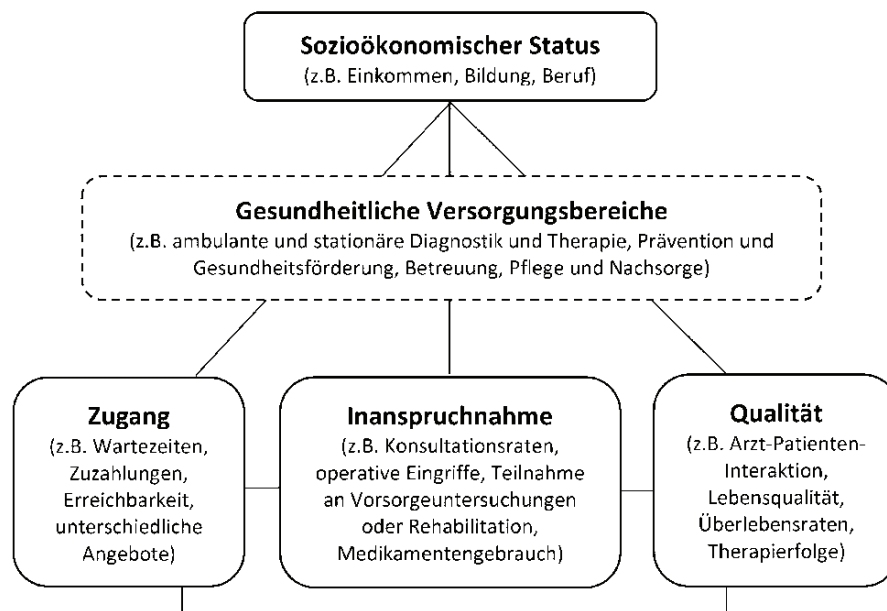 Sozioökonomischer Status
(z.B. Einkommen, Bildung, Beruf)
Gesundheitliche Versorgungsbereiche
(z.B. ambulante und stationäre Diagnostik und Therapie, Prävention und
Gesundheitsförderung, Betreuung, Pflege und Nachsorge)
Zugang
(z.B. Wartezeiten,
Zuzahlungen,
Erreichbarkeit,
unterschiedliche
Angebote)
Inanspruchnahme
(z.B. Konsultationsraten,
operative Eingriffe, Teilnahme
an Vorsorgeuntersuchungen
oder Rehabilitation,
Medikamentengebrauch)
Qualität
(z.B. Arzt-Patienten-
Interaktion,
Lebensqualität,
Überlebensraten,
Therapierfolge)